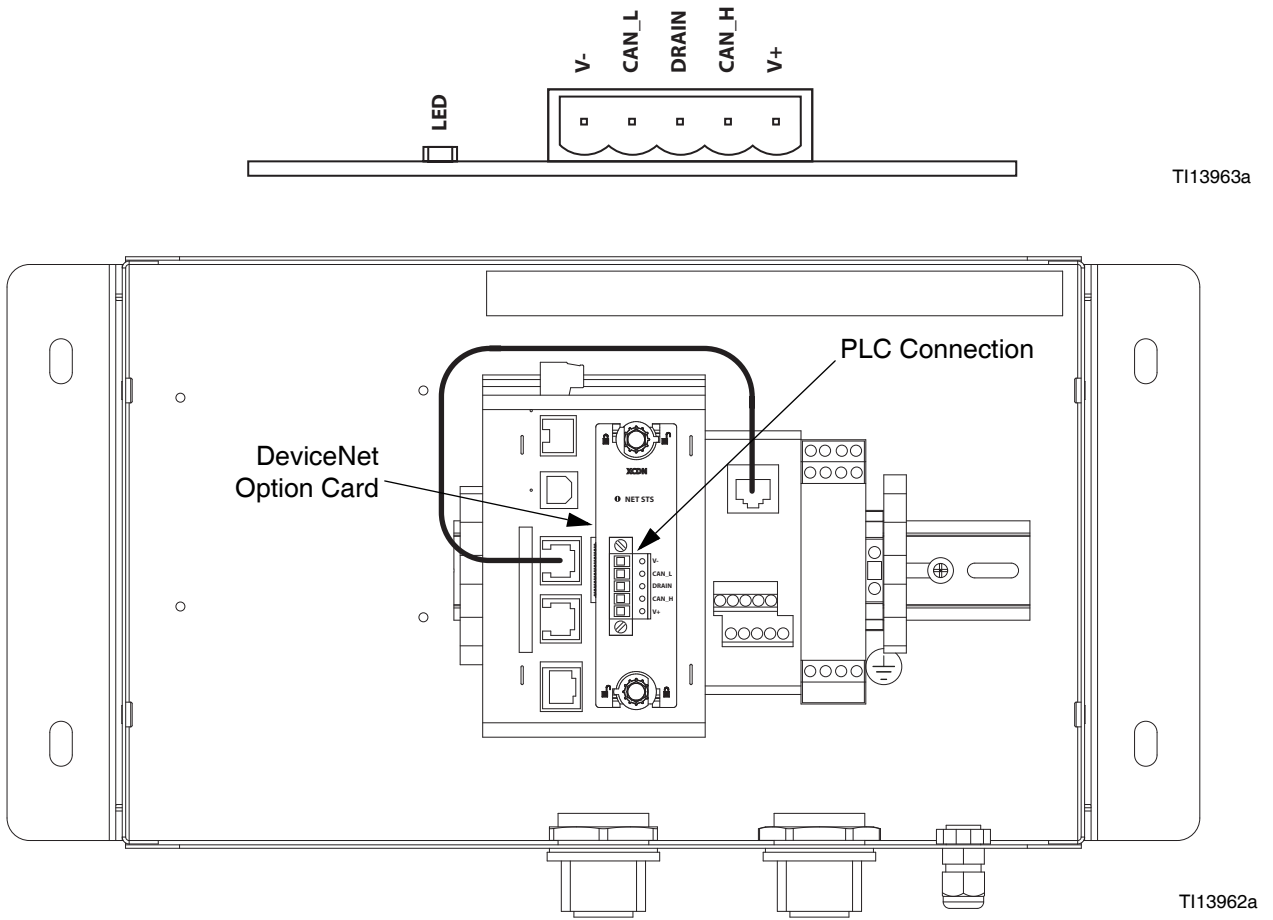 V-
CAN_L
DRAIN
CAN_H
V+
LED
TI13963a
PLC Connection
DeviceNet
Option Card
XCDN
NET STS
V-
CAN_L
DRAIN
CAN_H
V+
TI13962a